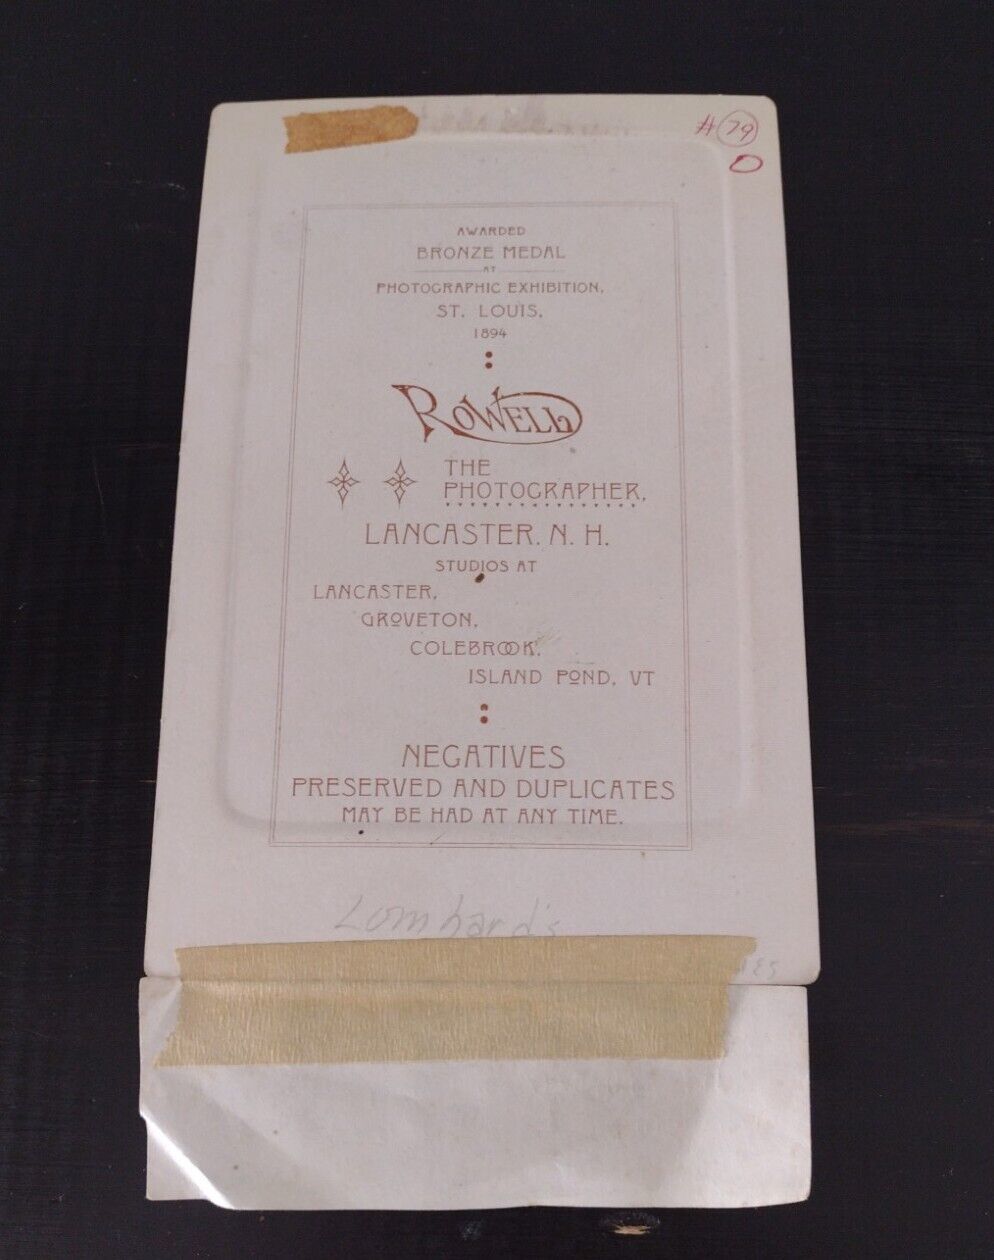 #79
O
AWARDED
BRONZE MEDAL
AT
PHOTOGRAPHIC EXHIBITION,
ST. LOUIS,
1894
ROWELL
THE
PHOTOGRAPHER,
LANCASTER. N. H.
STUDIOS AT
LANCASTER,
GROVETON,
COLEBROOK,
ISLAND POND, VT
NEGATIVES
PRESERVED AND DUPLICATES
MAY BE HAD AT ANY TIME.
Lombard's